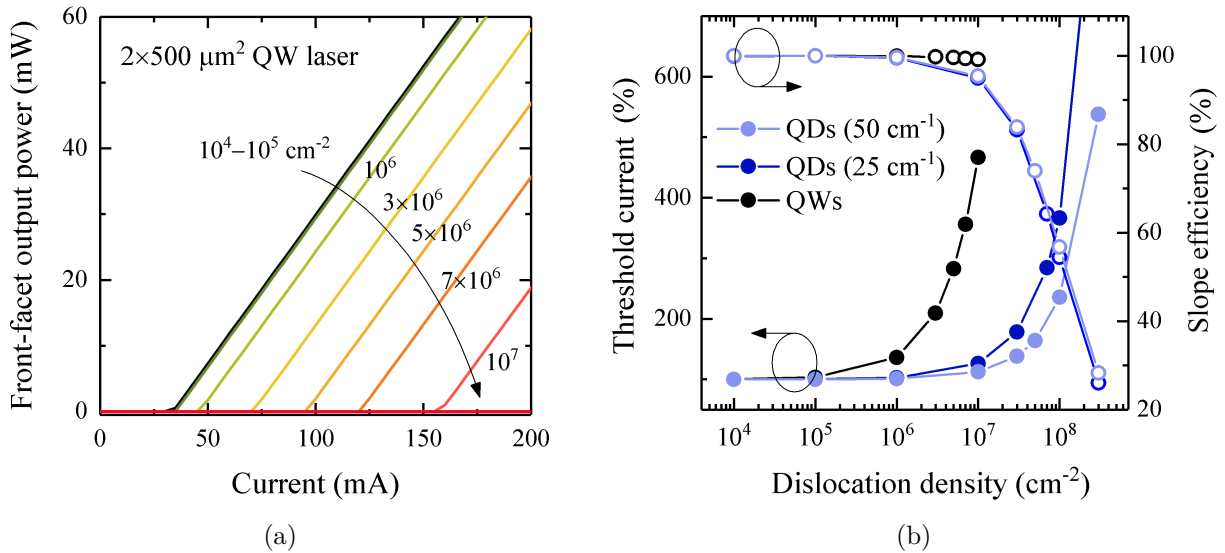 60
40
20
0
Front-facet output power (mW)
2×500 μm² QW laser
10⁴–10⁵ cm⁻²
10⁶
3×10⁶
5×10⁶
7×10⁶
10⁷
0 50 100 150 200
Current (mA)
(a)
600
400
200
Threshold current (%)
QDs (50 cm⁻¹)
QDs (25 cm⁻¹)
QWs
100
80
60
40
20
Slope efficiency (%)
10⁴ 10⁵ 10⁶ 10⁷ 10⁸
Dislocation density (cm⁻²)
(b)